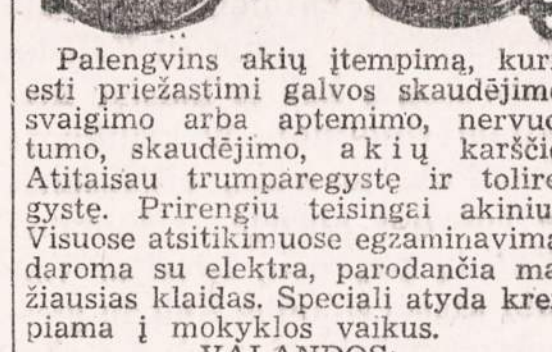 Palengvins akių įtempimą, kuri
esti priežastimi galvos skaudėjimo
svaigimo arba aptemimo, nervuo
tumo, skaudėjimo, akių karščio
Atitaisau trumparegystę ir tolire
gystę. Prirengiu teisingai akinius
Visuose atsitikimuose egzaminavima
daroma su elektra, parodančia ma
žiausias klaidas. Speciali atyda kre
piama į mokyklos vaikus.
VALANDOS